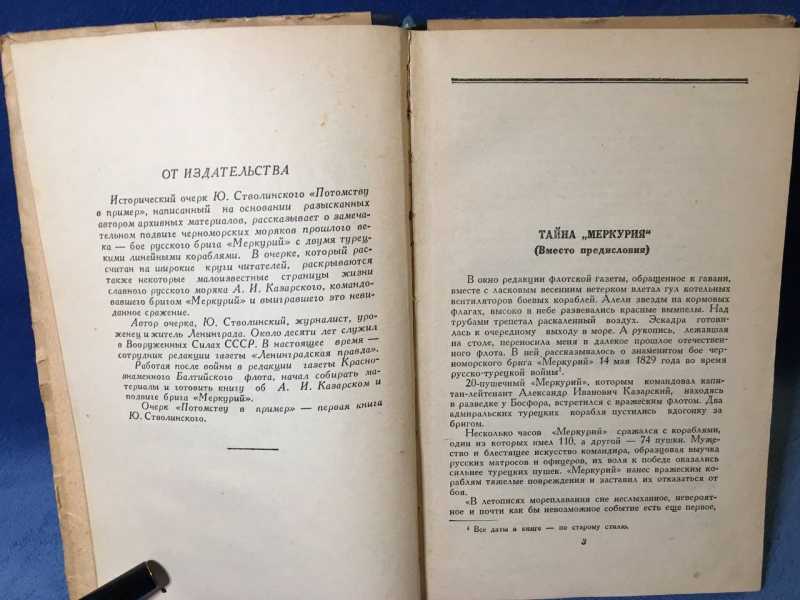 ОТ ИЗДАТЕЛЬСТВА
Исторический очерк Ю. Стволинского «Потомству
в пример», написанный на основании разысканных
автором архивных материалов, рассказывает о замеча-
тельном подвиге черноморских моряков прошлого ве-
ка — бое русского брига «Меркурий» с двумя турец-
кими линейными кораблями. В очерке, который рас-
считан на широкие круги читателей, раскрываются
также некоторые малоизвестные страницы жизни
славного русского моряка А. И. Казарского, командо-
вавшего бригом «Меркурий» и выигравшего это неви-
данное сражение.
Автор очерка, Ю. Стволинский, журналист, уро-
женец и житель Ленинграда. Около десяти лет служил
в Вооруженных Силах СССР. В настоящее время —
сотрудник редакции газеты «Ленинградская правда».
Работая после войны в редакции газеты Красно-
знаменного Балтийского флота, начал собирать ма-
териалы и готовить книгу об А. И. Казарском и
подвиге брига «Меркурий».
Очерк «Потомству в пример» — первая книга
Ю. Стволинского.
ТАЙНА „МЕРКУРИЯ“
(Вместо предисловия)
В окно редакции флотской газеты, обращенное к гавани,
вместе с ласковым весенним ветерком влетал гул котельных
вентиляторов боевых кораблей. Алели звезды на кормовых
флагах, высоко в небе развевались красные вымпелы. Над
трубами трепетал раскаленный воздух. Эскадра готови-
лась к очередному выходу в море. А рукопись, лежавшая
на столе, переносила меня в далекое прошлое отечествен-
ного флота. В ней рассказывалось о знаменитом бое чер-
номорского брига «Меркурий» 14 мая 1829 года во время
русско-турецкой войны¹.
20-пушечный «Меркурий», которым командовал капи-
тан-лейтенант Александр Иванович Казарский, находясь
в разведке у Босфора, встретился с вражеским флотом. Два
адмиральских турецких корабля пустились вдогонку за
бригом.
Несколько часов «Меркурий» сражался с кораблями,
один из которых имел 110, а другой — 74 пушки. Муже-
ство и блестящее искусство командира, образцовая выучка
русских матросов и офицеров, их воля к победе оказались
сильнее турецких пушек. «Меркурий» нанес вражеским ко-
раблям тяжелые повреждения и заставил их отказаться от
боя.
«В летописях мореплавания сие неслыханное, невероят-
ное и почти как бы невозможное событие есть еще первое,
¹ Все даты в книге — по старому стилю.
3